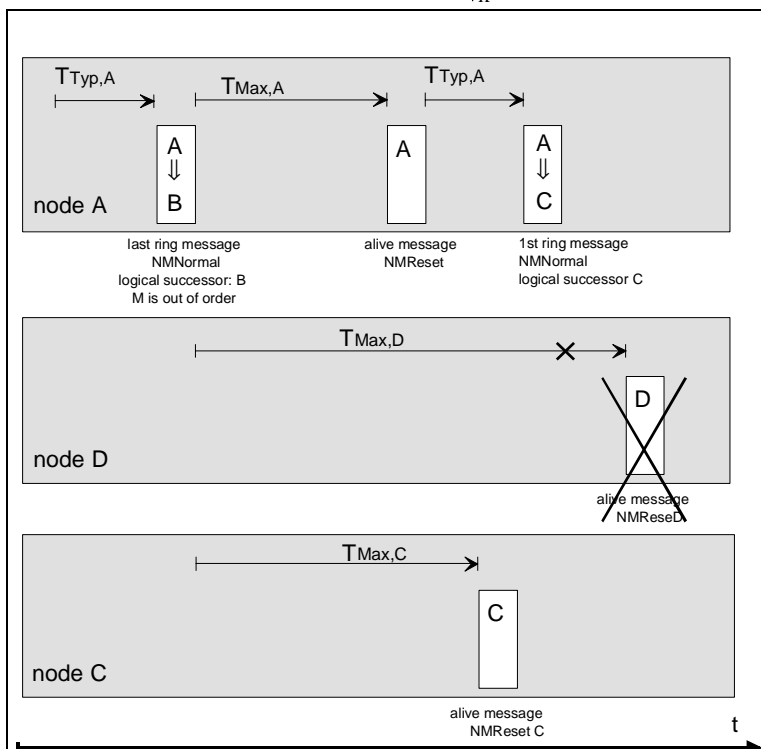 TTyp,A
TMax,A
TTyp,A
A
⇓
B
A
A
⇓
C
node A
last ring message
NMNormal
logical successor: B
M is out of order
alive message
NMReset
1st ring message
NMNormal
logical successor C
TMax,D
D
node D
alive message
NMReseD
TMax,C
C
node C
alive message
NMReset C
t